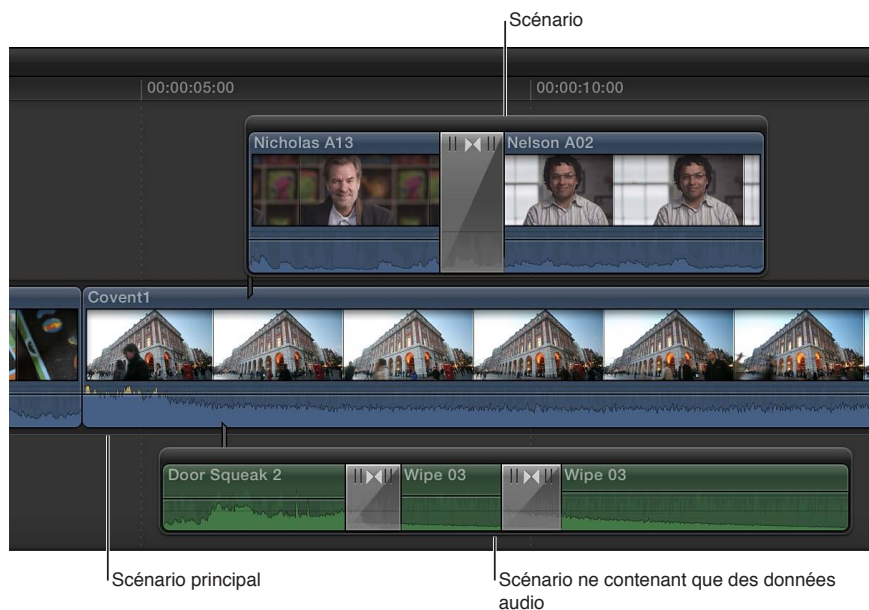 Scénario
00:00:05:00
00:00:10:00
Nicholas A13
Nelson A02
Covent1
Door Squeak 2
Wipe 03
Wipe 03
Scénario principal
Scénario ne contenant que des données
audio